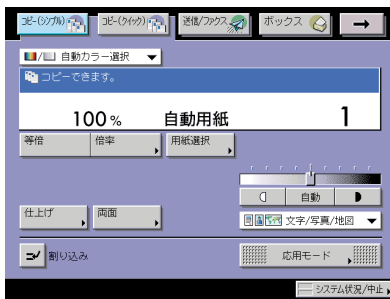 コピー(シンプル)
コピー(クイック)
送信/ファクス
ボックス
自動カラー選択
コピーできます。
100% 自動用紙 1
等倍 倍率 用紙選択
自動
仕上げ 両面
文字/写真/地図
割り込み 応用モード
システム状況/中止